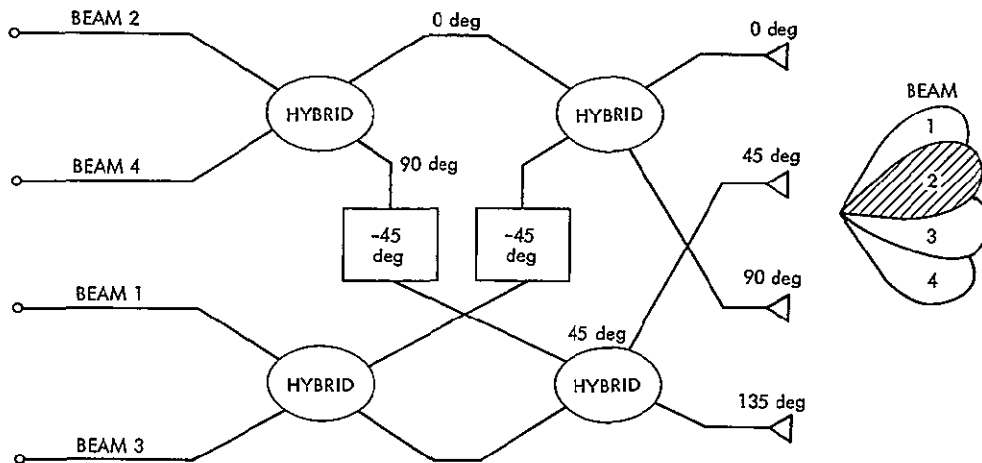 BEAM 2
0 deg
0 deg
HYBRID
HYBRID
BEAM
1
BEAM 4
90 deg
45 deg
2
-45
deg
-45
deg
3
4
BEAM 1
90 deg
45 deg
HYBRID
HYBRID
135 deg
BEAM 3